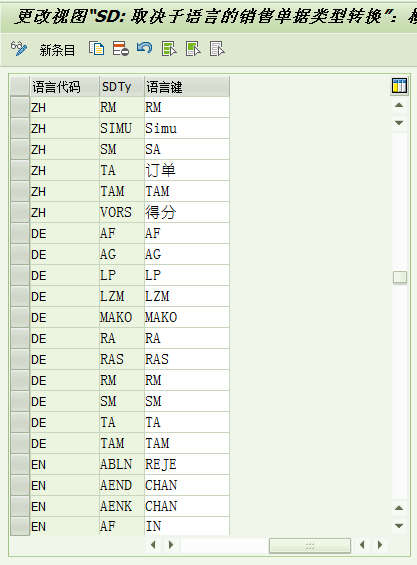 更改视图"SD: 取决于语言的销售单据类型转换":
新条目
语言代码 SDTy 语言键
ZH RM RM
ZH SIMU Simu
ZH SM SA
ZH TA 订单
ZH TAM TAM
ZH VORS 得分
DE AF AF
DE AG AG
DE LP LP
DE LZM LZM
DE MAKO MAKO
DE RA RA
DE RAS RAS
DE RM RM
DE SM SM
DE TA TA
DE TAM TAM
EN ABLN REJE
EN AEND CHAN
EN AENK CHAN
EN AF IN